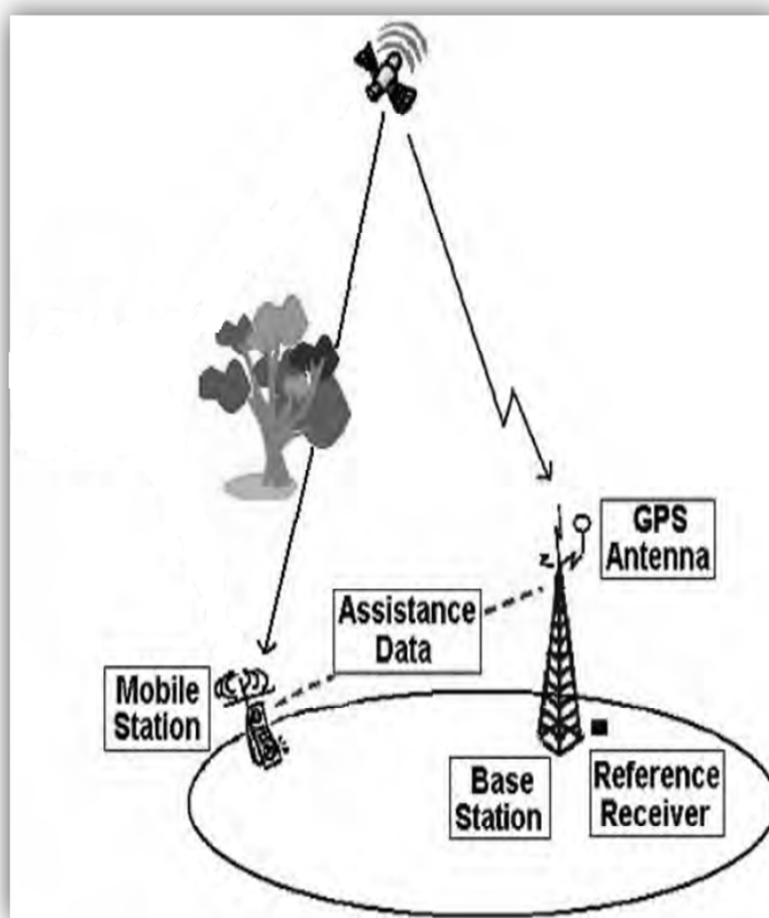 GPS
Antenna
Assistance
Data
Mobile
Station
Base
Station
Reference
Receiver